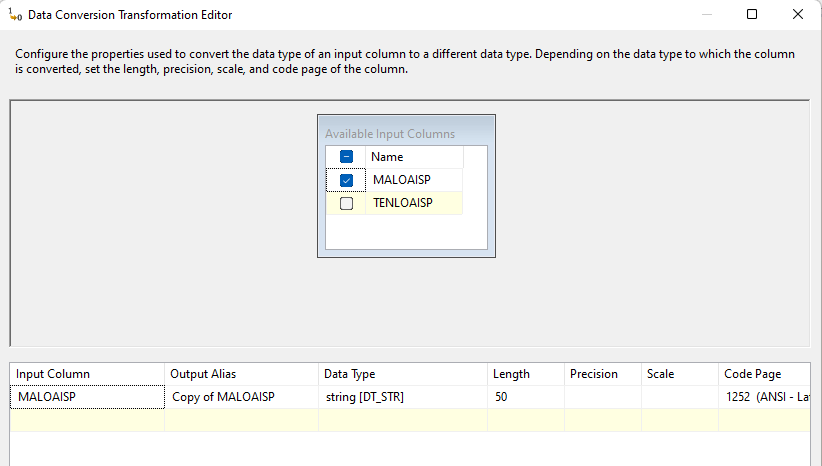 Data Conversion Transformation Editor
Configure the properties used to convert the data type of an input column to a different data type. Depending on the data type to which the column
is converted, set the length, precision, scale, and code page of the column.
Available Input Columns
Name
MALOAISP
TENLOAISP
Input Column Output Alias Data Type Length Precision Scale Code Page
MALOAISP Copy of MALOAISP string [DT_STR] 50 1252 (ANSI - La